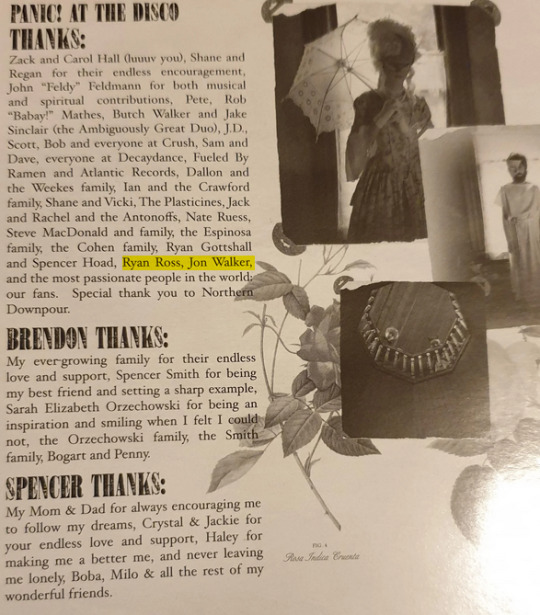 PANIC! AT THE DISCO
THANKS:
Zack and Carol Hall (luuuv you), Shane and
Regan for their endless encouragement,
John "Feldy" Feldmann for both musical
and spiritual contributions, Pete, Rob
"Babay!" Mathes, Butch Walker and Jake
Sinclair (the Ambiguously Great Duo), J.D.,
Scott, Bob and everyone at Crush, Sam and
Dave, everyone at Decaydance, Fueled By
Ramen and Atlantic Records, Dallon and
the Weekes family, Ian and the Crawford
family, Shane and Vicki, The Plasticines, Jack
and Rachel and the Antonoffs, Nate Ruess,
Steve MacDonald and family, the Espinosa
family, the Cohen family, Ryan Gottshall
and Spencer Hoad, Ryan Ross, Jon Walker,
and the most passionate people in the world;
our fans. Special thank you to Northern
Downpour.
BRENDON THANKS:
My ever-growing family for their endless
love and support, Spencer Smith for being
my best friend and setting a sharp example,
Sarah Elizabeth Orzechowski for being an
inspiration and smiling when I felt I could
not, the Orzechowski family, the Smith
family, Bogart and Penny.
SPENCER THANKS:
My Mom & Dad for always encouraging me
to follow my dreams, Crystal & Jackie for
your endless love and support, Haley for
making me a better me, and never leaving
me lonely, Boba, Milo & all the rest of my
wonderful friends.
Rosa Indica Cruenta